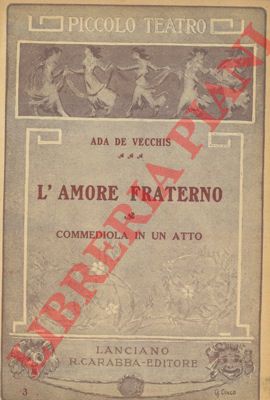 PICCOLO TEATRO
ADA DE VECCHIS
L'AMORE FRATERNO
COMMEDIOLA IN UN ATTO
LIBRERIA PIANI
LANCIANO
R. CARABBA-EDITORE
3